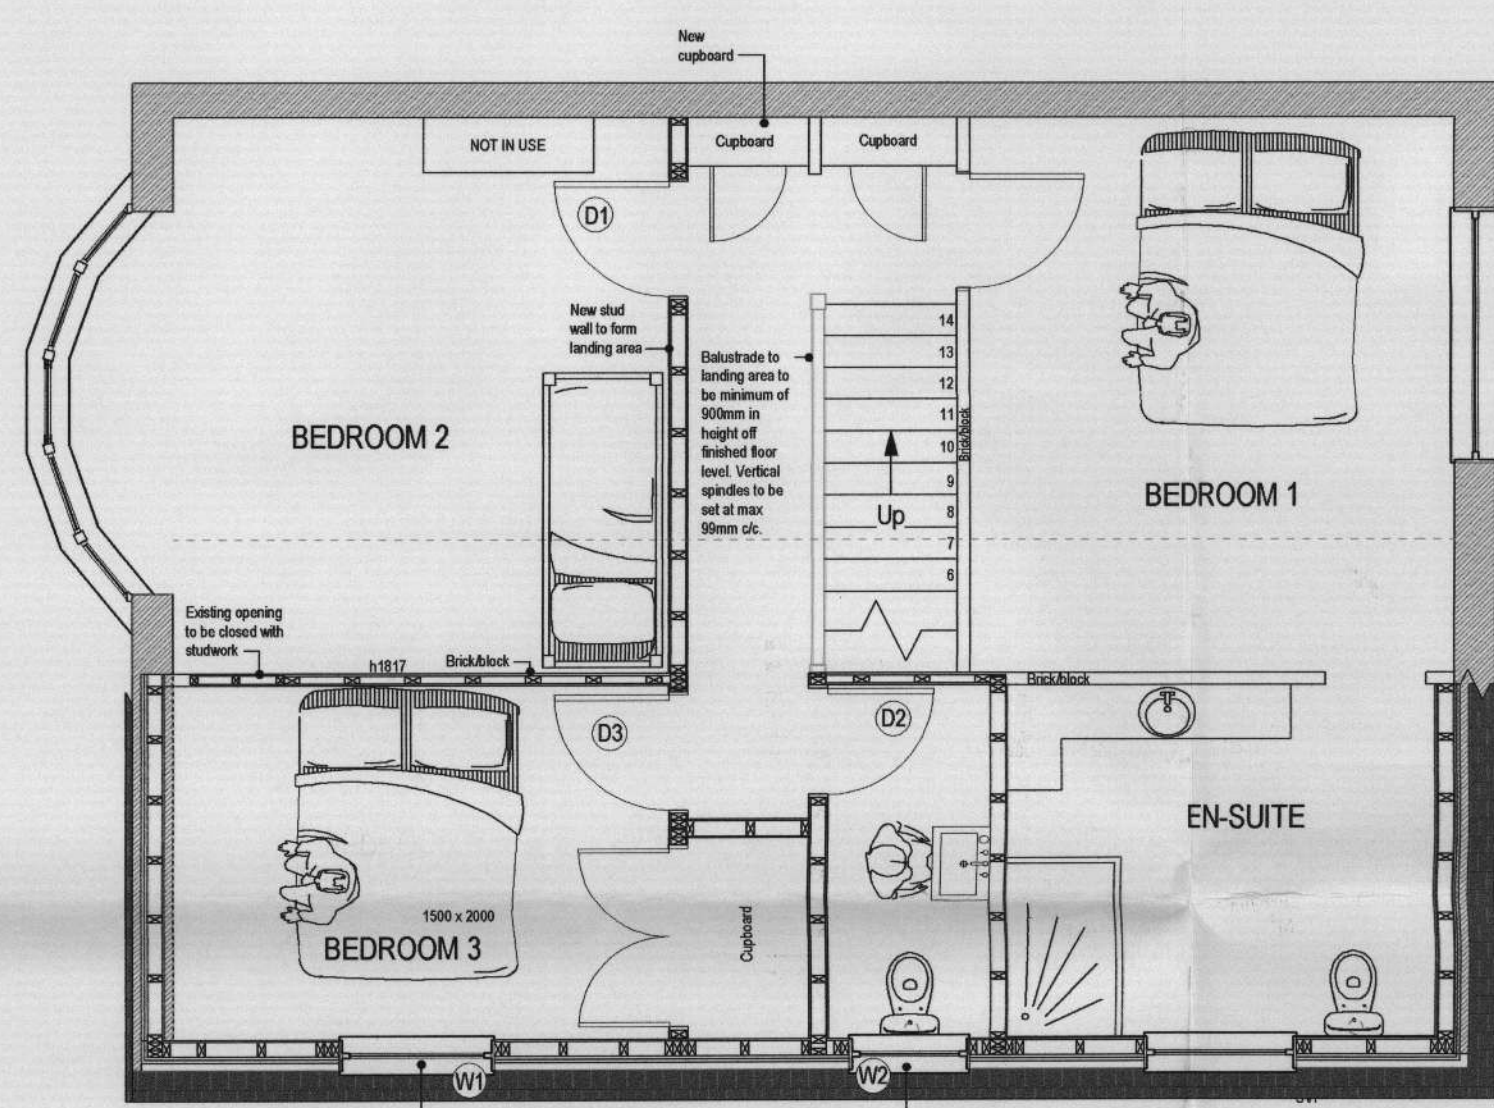 New
cupboard
NOT IN USE
Cupboard
Cupboard
D1
New stud
wall to form
landing area
Balustrade to
landing area to
be minimum of
900mm in
height off
finished floor
level. Vertical
spindles to be
set at max
99mm c/c.
14
13
12
11
10
9
8
7
6
Up
Brick/block
BEDROOM 2
BEDROOM 1
Existing opening
to be closed with
studwork
h1817
Brick/block
Brick/block
D3
D2
EN-SUITE
1500 x 2000
BEDROOM 3
Cupboard
W1
W2